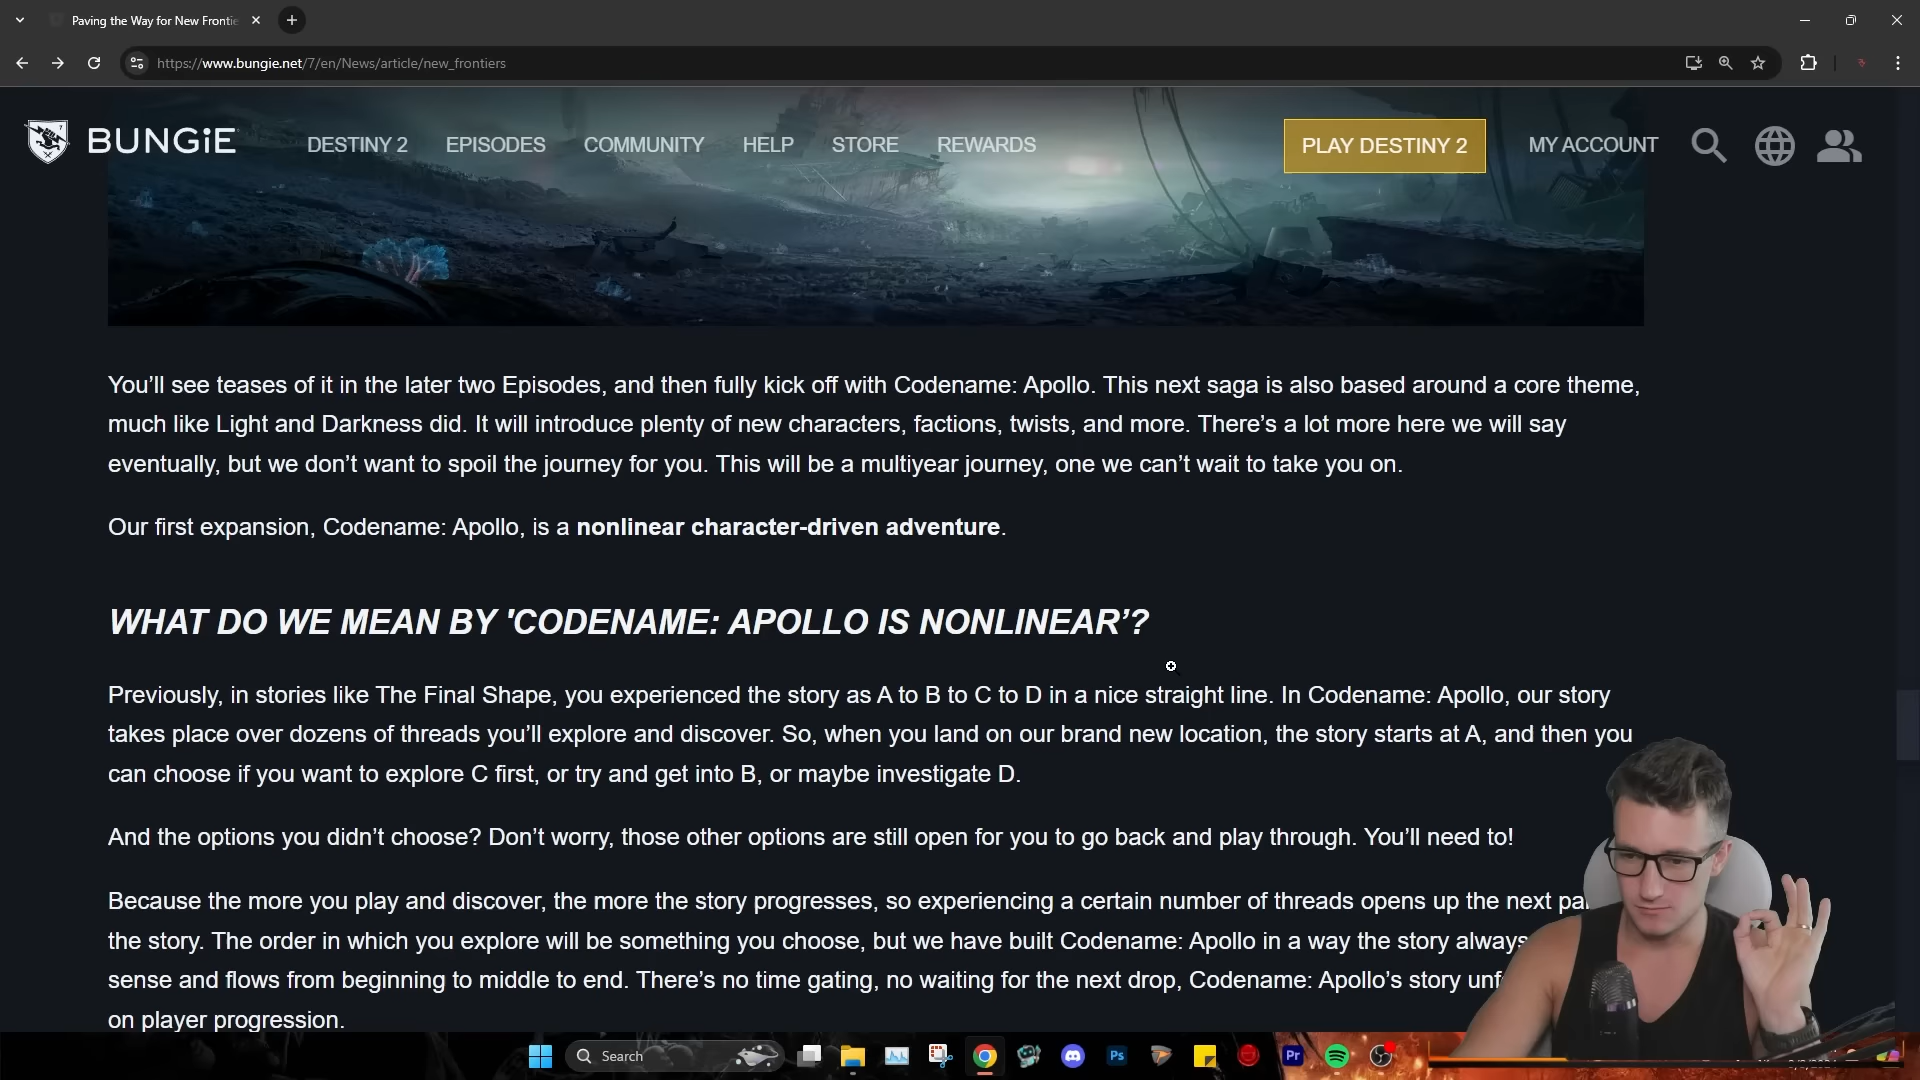 Paving the Way for New Frontie
https://www.bungie.net/7/en/News/article/new_frontiers
BUNGiE
DESTINY 2
EPISODES
COMMUNITY
HELP
STORE
REWARDS
PLAY DESTINY 2
MY ACCOUNT
You’ll see teases of it in the later two Episodes, and then fully kick off with Codename: Apollo. This next saga is also based around a core theme,
much like Light and Darkness did. It will introduce plenty of new characters, factions, twists, and more. There’s a lot more here we will say
eventually, but we don’t want to spoil the journey for you. This will be a multiyear journey, one we can’t wait to take you on.
Our first expansion, Codename: Apollo, is a nonlinear character-driven adventure.
WHAT DO WE MEAN BY 'CODENAME: APOLLO IS NONLINEAR’?
Previously, in stories like The Final Shape, you experienced the story as A to B to C to D in a nice straight line. In Codename: Apollo, our story
takes place over dozens of threads you’ll explore and discover. So, when you land on our brand new location, the story starts at A, and then you
can choose if you want to explore C first, or try and get into B, or maybe investigate D.
And the options you didn’t choose? Don’t worry, those other options are still open for you to go back and play through. You’ll need to!
Because the more you play and discover, the more the story progresses, so experiencing a certain number of threads opens up the next
the story. The order in which you explore will be something you choose, but we have built Codename: Apollo in a way the story always
sense and flows from beginning to middle to end. There’s no time gating, no waiting for the next drop, Codename: Apollo’s story
on player progression.
Search
Ps
Pr